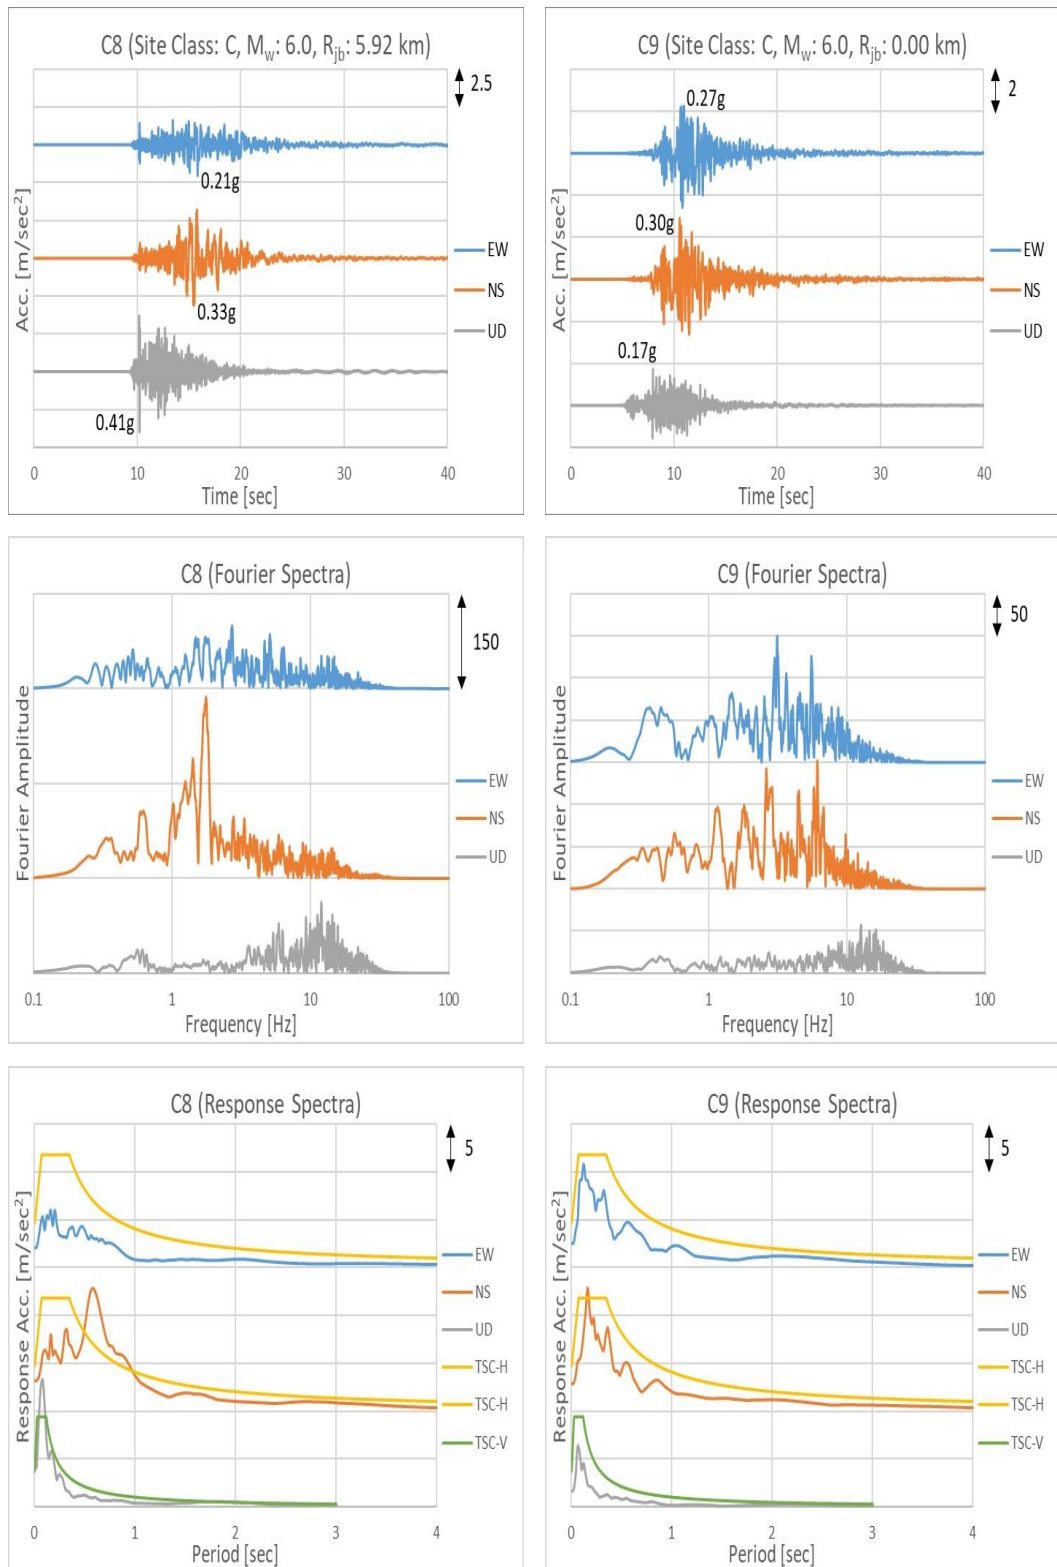 C8 (Site Class: C, Mw: 6.0, Rjb: 5.92 km)
2.5
0.21g
0.33g
0.41g
Acc. [m/sec²]
EW
NS
UD
0 10 20 30 40
Time [sec]
C9 (Site Class: C, Mw: 6.0, Rjb: 0.00 km)
2
0.27g
0.30g
0.17g
Acc. [m/sec²]
EW
NS
UD
0 10 20 30 40
Time [sec]
C8 (Fourier Spectra)
150
Fourier Amplitude
EW
NS
UD
0.1 1 10 100
Frequency [Hz]
C9 (Fourier Spectra)
50
Fourier Amplitude
EW
NS
UD
0.1 1 10 100
Frequency [Hz]
C8 (Response Spectra)
5
Response Acc. [m/sec²]
EW
NS
UD
TSC-H
TSC-H
TSC-V
0 1 2 3 4
Period [sec]
C9 (Response Spectra)
5
Response Acc. [m/sec²]
EW
NS
UD
TSC-H
TSC-H
TSC-V
0 1 2 3 4
Period [sec]